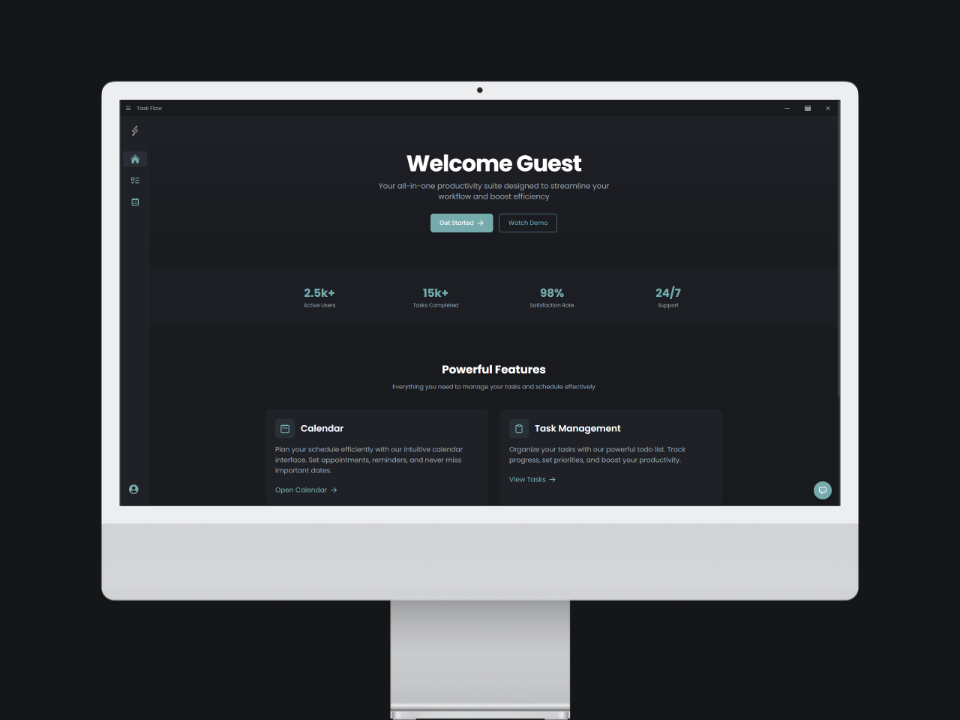 Task Flow
Welcome Guest
Your all-in-one productivity suite designed to streamline your
workflow and boost efficiency
Get Started →
Watch Demo
2.5k+
15k+
98%
24/7
Active Users
Tasks Completed
Satisfaction Rate
Support
Powerful Features
Everything you need to manage your tasks and schedule effectively
Calendar
Plan your schedule efficiently with our intuitive calendar
interface. Set appointments, reminders, and never miss
important dates.
Open Calendar →
Task Management
Organize your tasks with our powerful todo list. Track
progress, set priorities, and boost your productivity.
View Tasks →